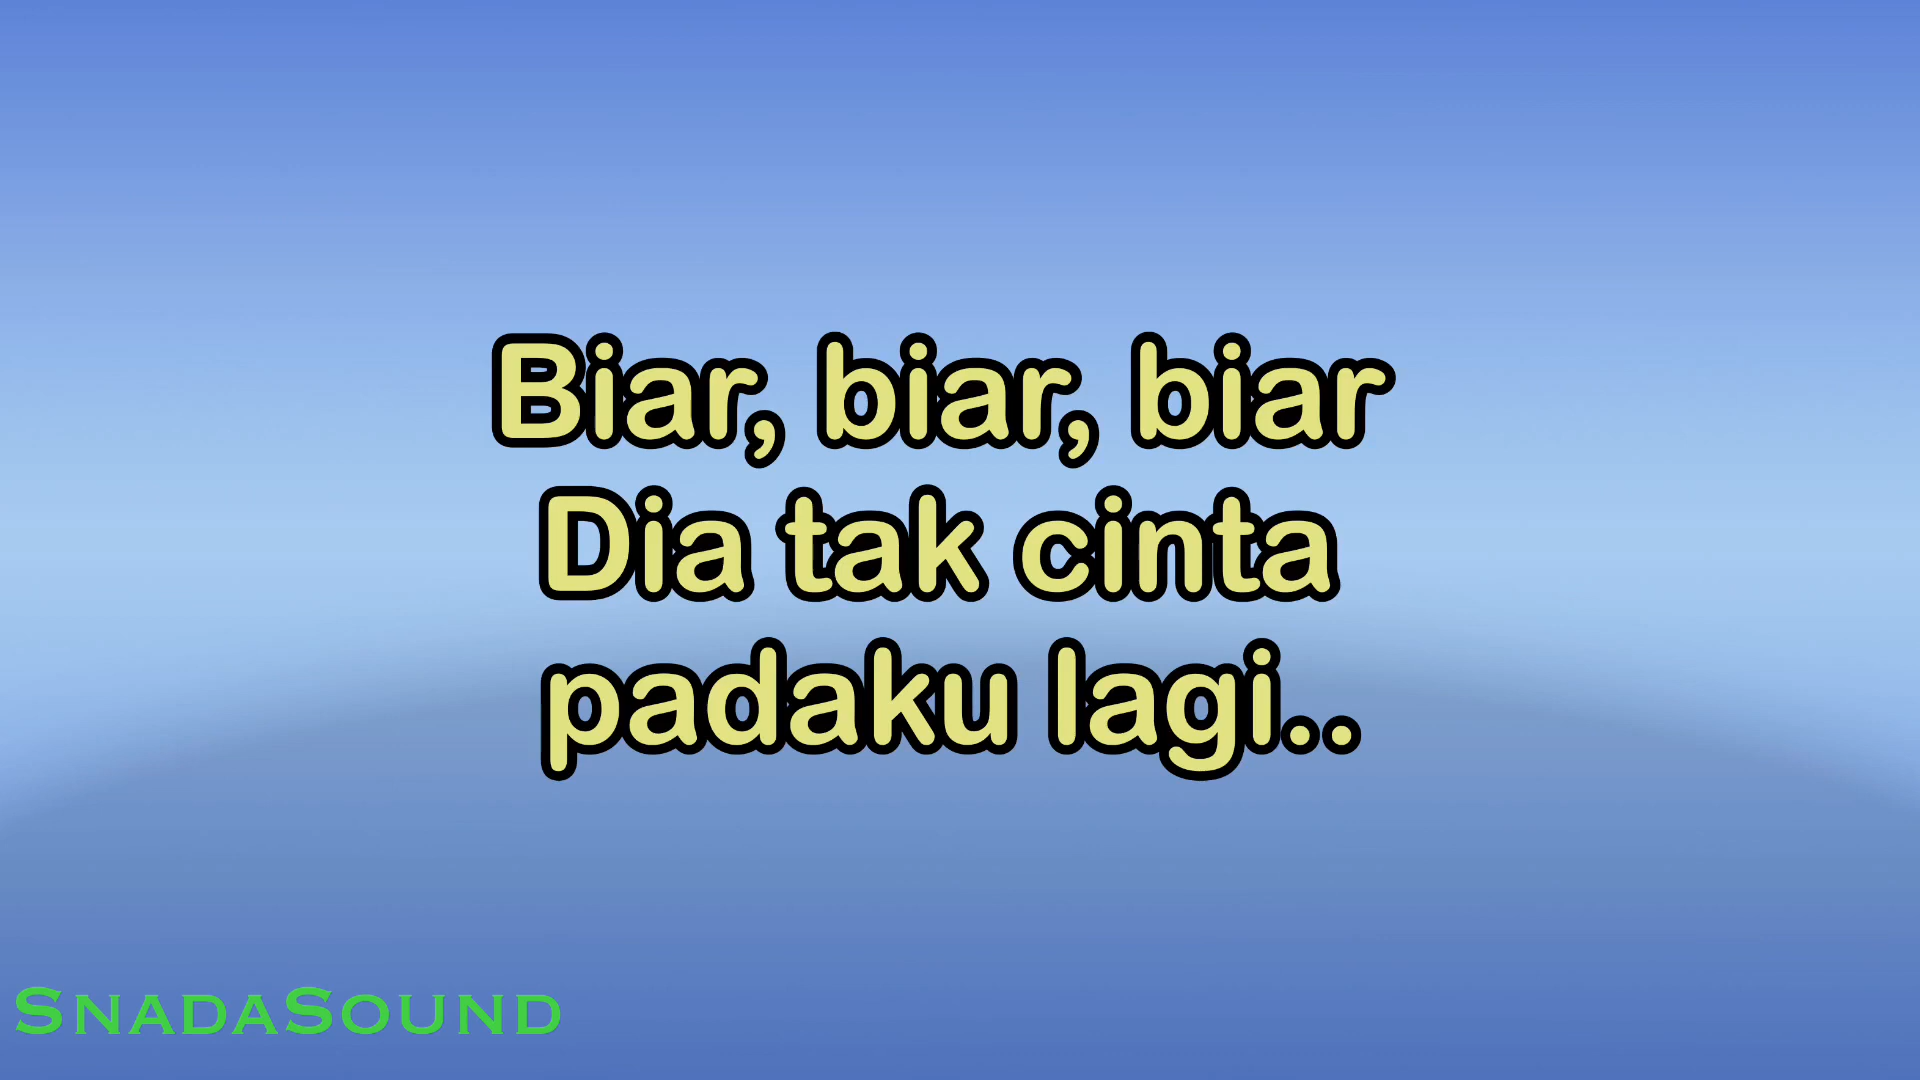 Biar, biar, biar
Dia tak cinta
padaku lagi..
SnadaSound